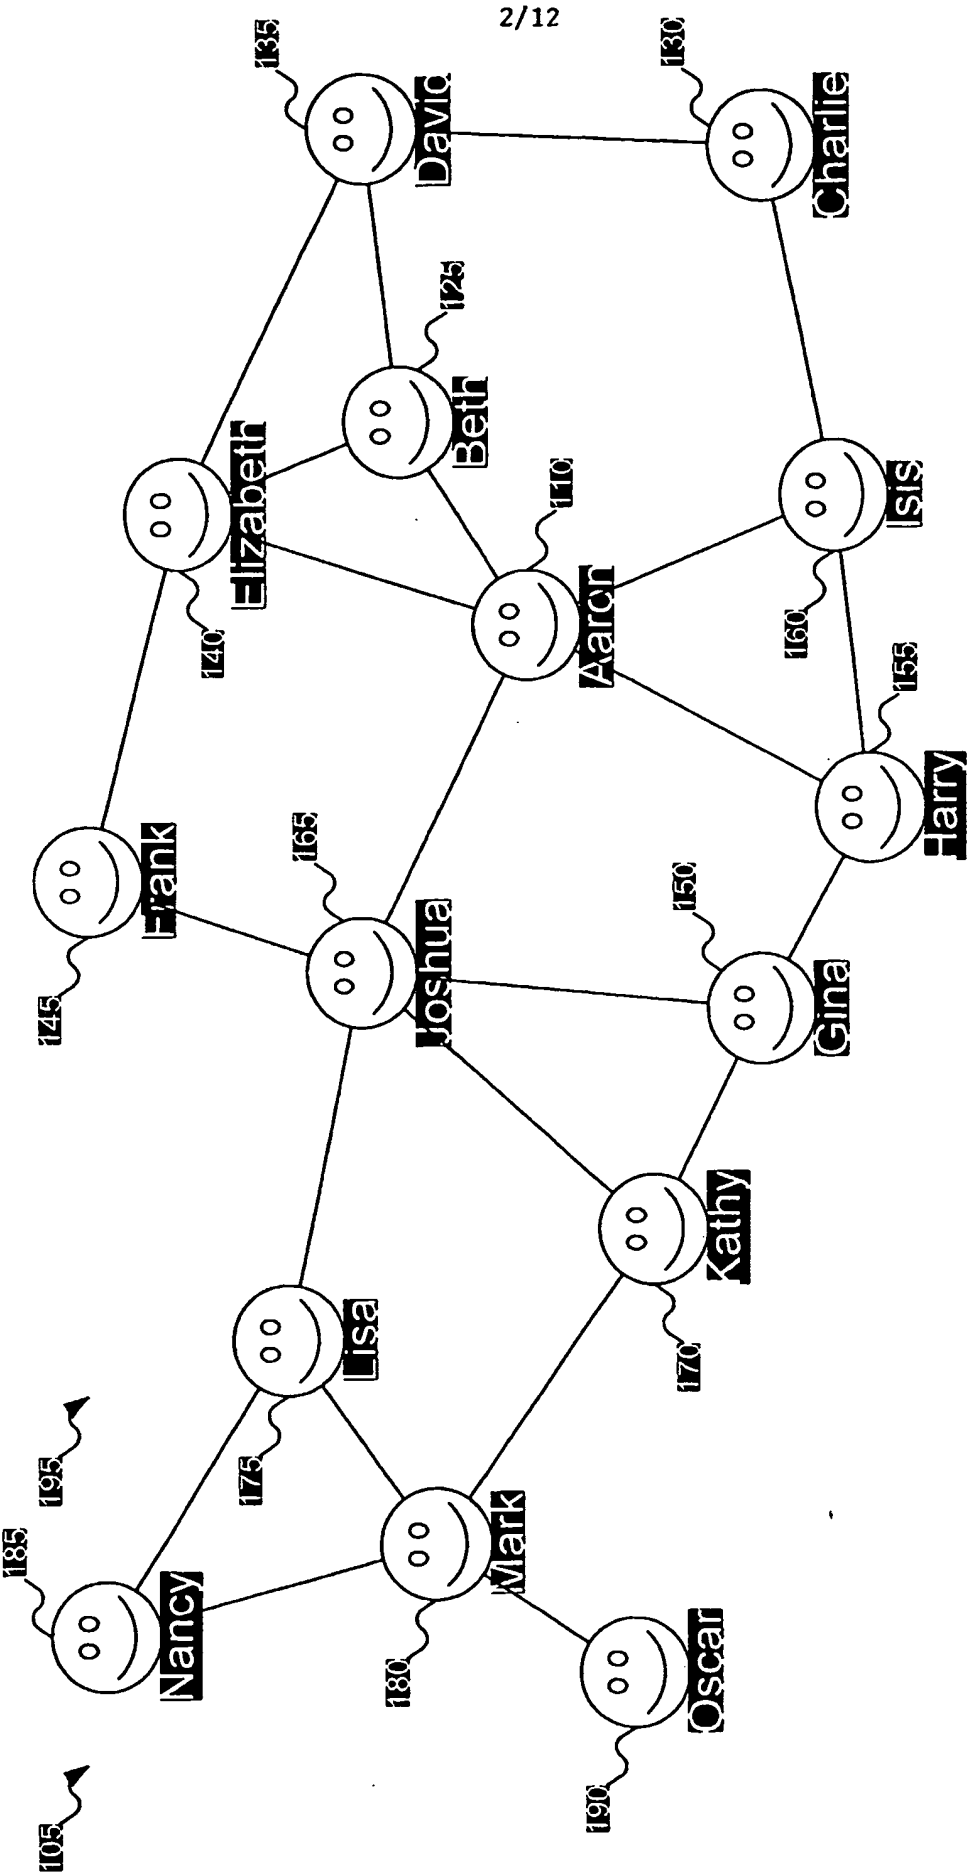 2/12
105
195
185
Nancy
145
Frank
140
Elizabeth
135
David
175
Lisa
165
Joshua
125
Beth
180
Mark
110
Aaron
190
Oscar
170
Kathy
150
Gina
155
Harry
160
Isis
130
Charlie